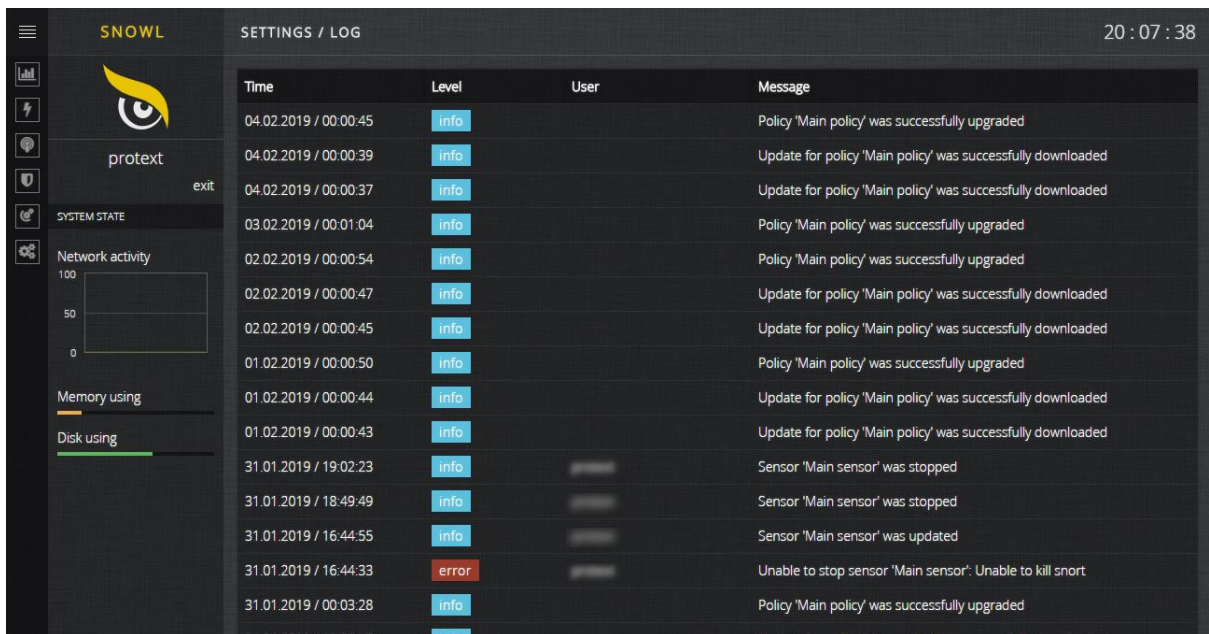 SNOWL
SETTINGS / LOG
20 : 07 : 38
protext
exit
SYSTEM STATE
Network activity
100
50
0
Memory using
Disk using
Time Level User Message
04.02.2019 / 00:00:45 info Policy 'Main policy' was successfully upgraded
04.02.2019 / 00:00:39 info Update for policy 'Main policy' was successfully downloaded
04.02.2019 / 00:00:37 info Update for policy 'Main policy' was successfully downloaded
03.02.2019 / 00:01:04 info Policy 'Main policy' was successfully upgraded
02.02.2019 / 00:00:54 info Policy 'Main policy' was successfully upgraded
02.02.2019 / 00:00:47 info Update for policy 'Main policy' was successfully downloaded
02.02.2019 / 00:00:45 info Update for policy 'Main policy' was successfully downloaded
01.02.2019 / 00:00:50 info Policy 'Main policy' was successfully upgraded
01.02.2019 / 00:00:44 info Update for policy 'Main policy' was successfully downloaded
01.02.2019 / 00:00:43 info Update for policy 'Main policy' was successfully downloaded
31.01.2019 / 19:02:23 info Sensor 'Main sensor' was stopped
31.01.2019 / 18:49:49 info Sensor 'Main sensor' was stopped
31.01.2019 / 16:44:55 info Sensor 'Main sensor' was updated
31.01.2019 / 16:44:33 error Unable to stop sensor 'Main sensor': Unable to kill snort
31.01.2019 / 00:03:28 info Policy 'Main policy' was successfully upgraded